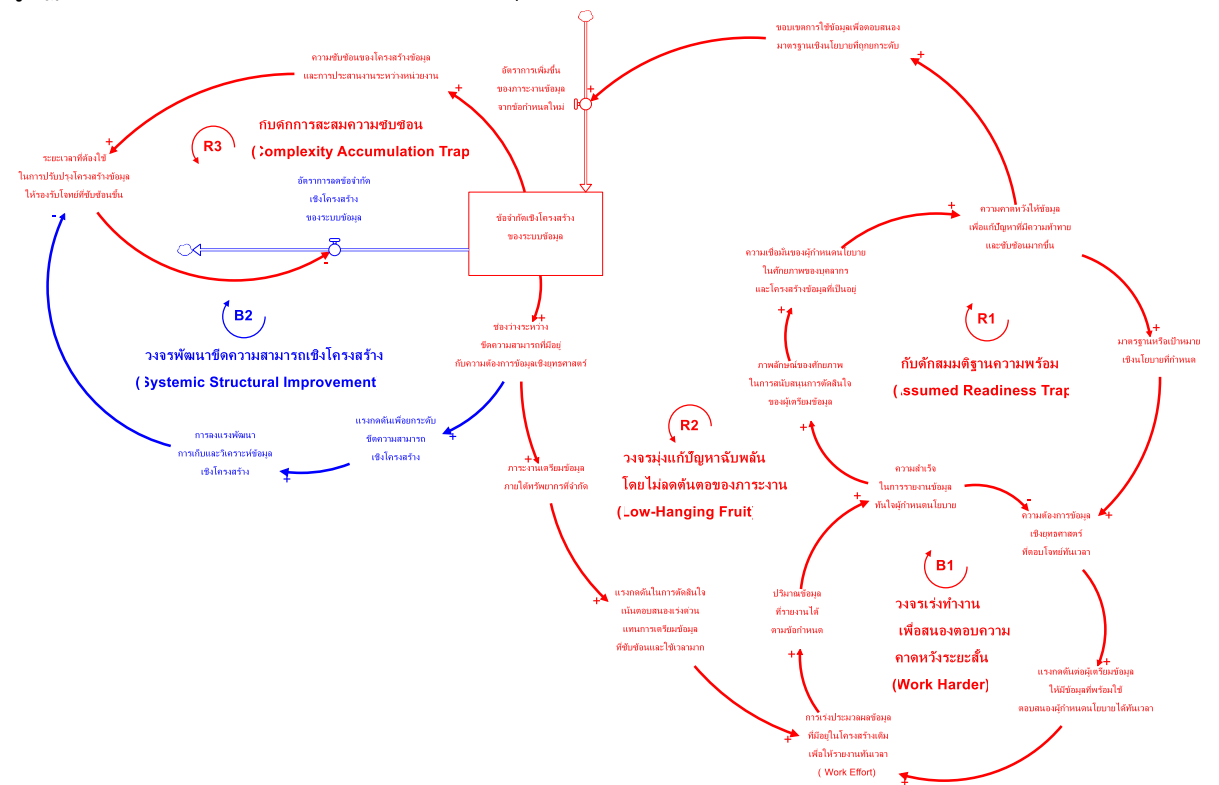 ขอบเขตการใช้ข้อมูลเพื่อตอบสนอง
มาตรฐานเชิงนโยบายที่ถูกยกระดับ
+
ความซับซ้อนของโครงสร้างข้อมูล
และการประสานงานระหว่างหน่วยงาน
+
อัตราการเพิ่มขึ้น
ของภาระงานข้อมูล
จากข้อกำหนดใหม่
+
R3
กับดักการสะสมความซับซ้อน
(Complexity Accumulation Trap
+
ระยะเวลาที่ต้องใช้
ในการปรับปรุงโครงสร้างข้อมูล
ให้รองรับโจทย์ที่ซับซ้อนขึ้น
-
อัตราการลดข้อจำกัด
เชิงโครงสร้าง
ของระบบข้อมูล
-
ข้อจำกัดเชิงโครงสร้าง
ของระบบข้อมูล
+
ความคาดหวังให้ข้อมูล
เพื่อแก้ปัญหาที่มีความท้าทาย
และซับซ้อนมากขึ้น
ความเชื่อมั่นของผู้กำหนดนโยบาย
ในศักยภาพของบุคลากร
และโครงสร้างข้อมูลที่เป็นอยู่
+
B2
วงจรพัฒนาขีดความสามารถเชิงโครงสร้าง
(Systemic Structural Improvement
+
ช่องว่างระหว่าง
ขีดความสามารถที่มีอยู่
กับความต้องการข้อมูลเชิงยุทธศาสตร์
R1
กับดักสมมติฐานความพร้อม
(Assumed Readiness Trap
+
มาตรฐานหรือเป้าหมาย
เชิงนโยบายที่กำหนด
ภาพลักษณ์ของศักยภาพ
ในการสนับสนุนการตัดสินใจ
ของผู้เตรียมข้อมูล
+
แรงกดดันเพื่อยกระดับ
ขีดความสามารถ
เชิงโครงสร้าง
+
การลงแรงพัฒนา
การเก็บและวิเคราะห์ข้อมูล
เชิงโครงสร้าง
+
R2
วงจรมุ่งแก้ปัญหาฉับพลัน
โดยไม่ลดต้นตอของภาระงาน
(Low-Hanging Fruit)
+
ภาระงานเตรียมข้อมูล
ภายใต้ทรัพยากรที่จำกัด
ความสำเร็จ
ในการรายงานข้อมูล
ทันใจผู้กำหนดนโยบาย
+
-
ความต้องการข้อมูล
เชิงยุทธศาสตร์
ที่ตอบโจทย์ทันเวลา
+
B1
วงจรเร่งทำงาน
เพื่อสนองตอบความ
คาดหวังระยะสั้น
(Work Harder)
ปริมาณข้อมูล
ที่รายงานได้
ตามข้อกำหนด
+
แรงกดดันในการตัดสินใจ
เน้นตอบสนองเร่งด่วน
แทนการเตรียมข้อมูล
ที่ซับซ้อนและใช้เวลามาก
+
+
แรงกดดันต่อผู้เตรียมข้อมูล
ให้มีข้อมูลที่พร้อมใช้
ตอบสนองผู้กำหนดนโยบายได้ทันเวลา
การเร่งประมวลผลข้อมูล
ที่มีอยู่ในโครงสร้างเดิม
เพื่อให้รายงานทันเวลา
( Work Effort)
+
+